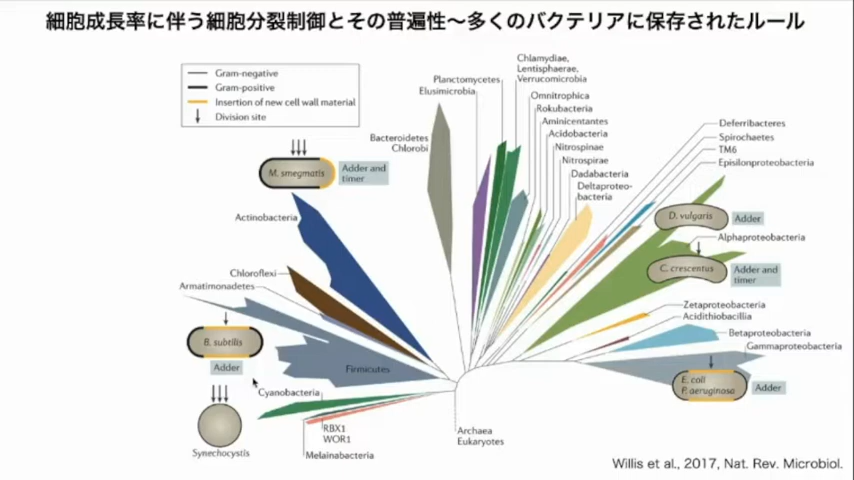 細胞成長率に伴う細胞分裂制御とその普遍性〜多くのバクテリアに保存されたルール
Gram-negative
Gram-positive
Insertion of new cell wall material
Division site
Chlamydiae,
Lentisphaerae,
Verrucomicrobia
Planctomycetes
Elusimicrobia
Omnitrophica
Rokubacteria
Aminicentantes
Acidobacteria
Nitrospinae
Nitrospirae
Dadabacteria
Deltaproteo-
bacteria
Bacteroidetes
Chlorobi
Deferribacteres
Spirochaetes
TM6
Episilonproteobacteria
M. smegmatis
Adder and
timer
Actinobacteria
D. vulgaris
Adder
Alphaproteobacteria
C. crescentus
Adder and
timer
Chloroflexi
Armatimonadetes
Zetaproteobacteria
Acidithiobacillia
Betaproteobacteria
Gammaproteobacteria
B. subtilis
Adder
Firmicutes
E. coli
P. aeruginosa
Adder
Cyanobacteria
RBX1
WOR1
Melainabacteria
Synechocystis
Archaea
Eukaryotes
Willis et al., 2017, Nat. Rev. Microbiol.